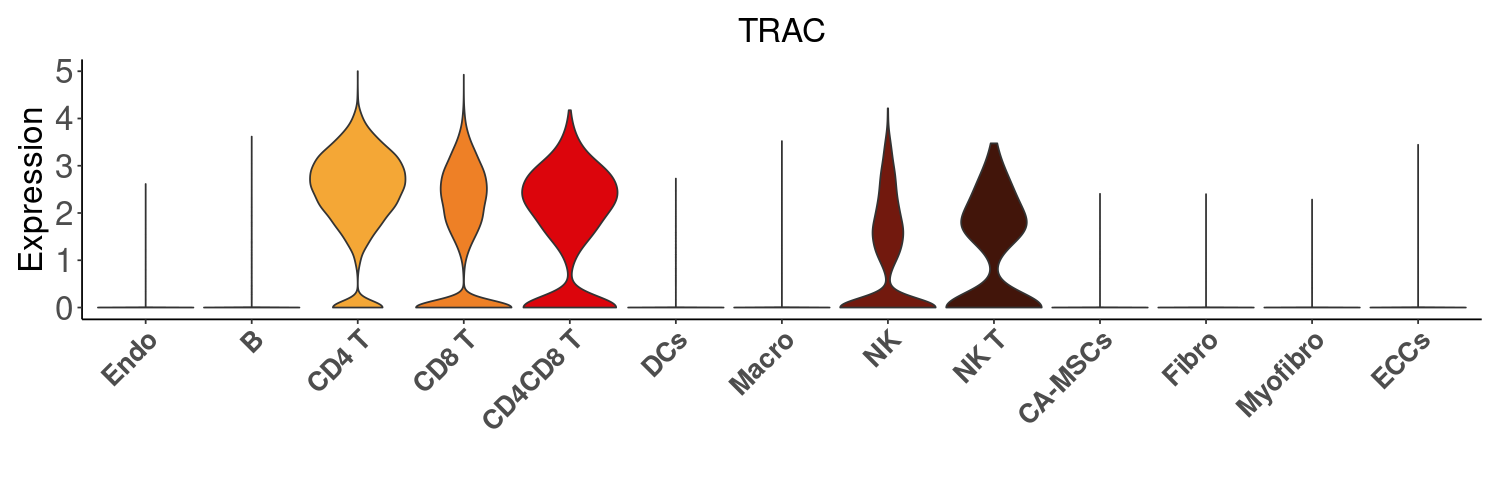 TRAC
Expression
5
4
3
2
1
0
Endo
B
CD4 T
CD8 T
CD4CD8 T
DCs
Macro
NK
NK T
CA-MSCs
Fibro
Myofibro
ECCs